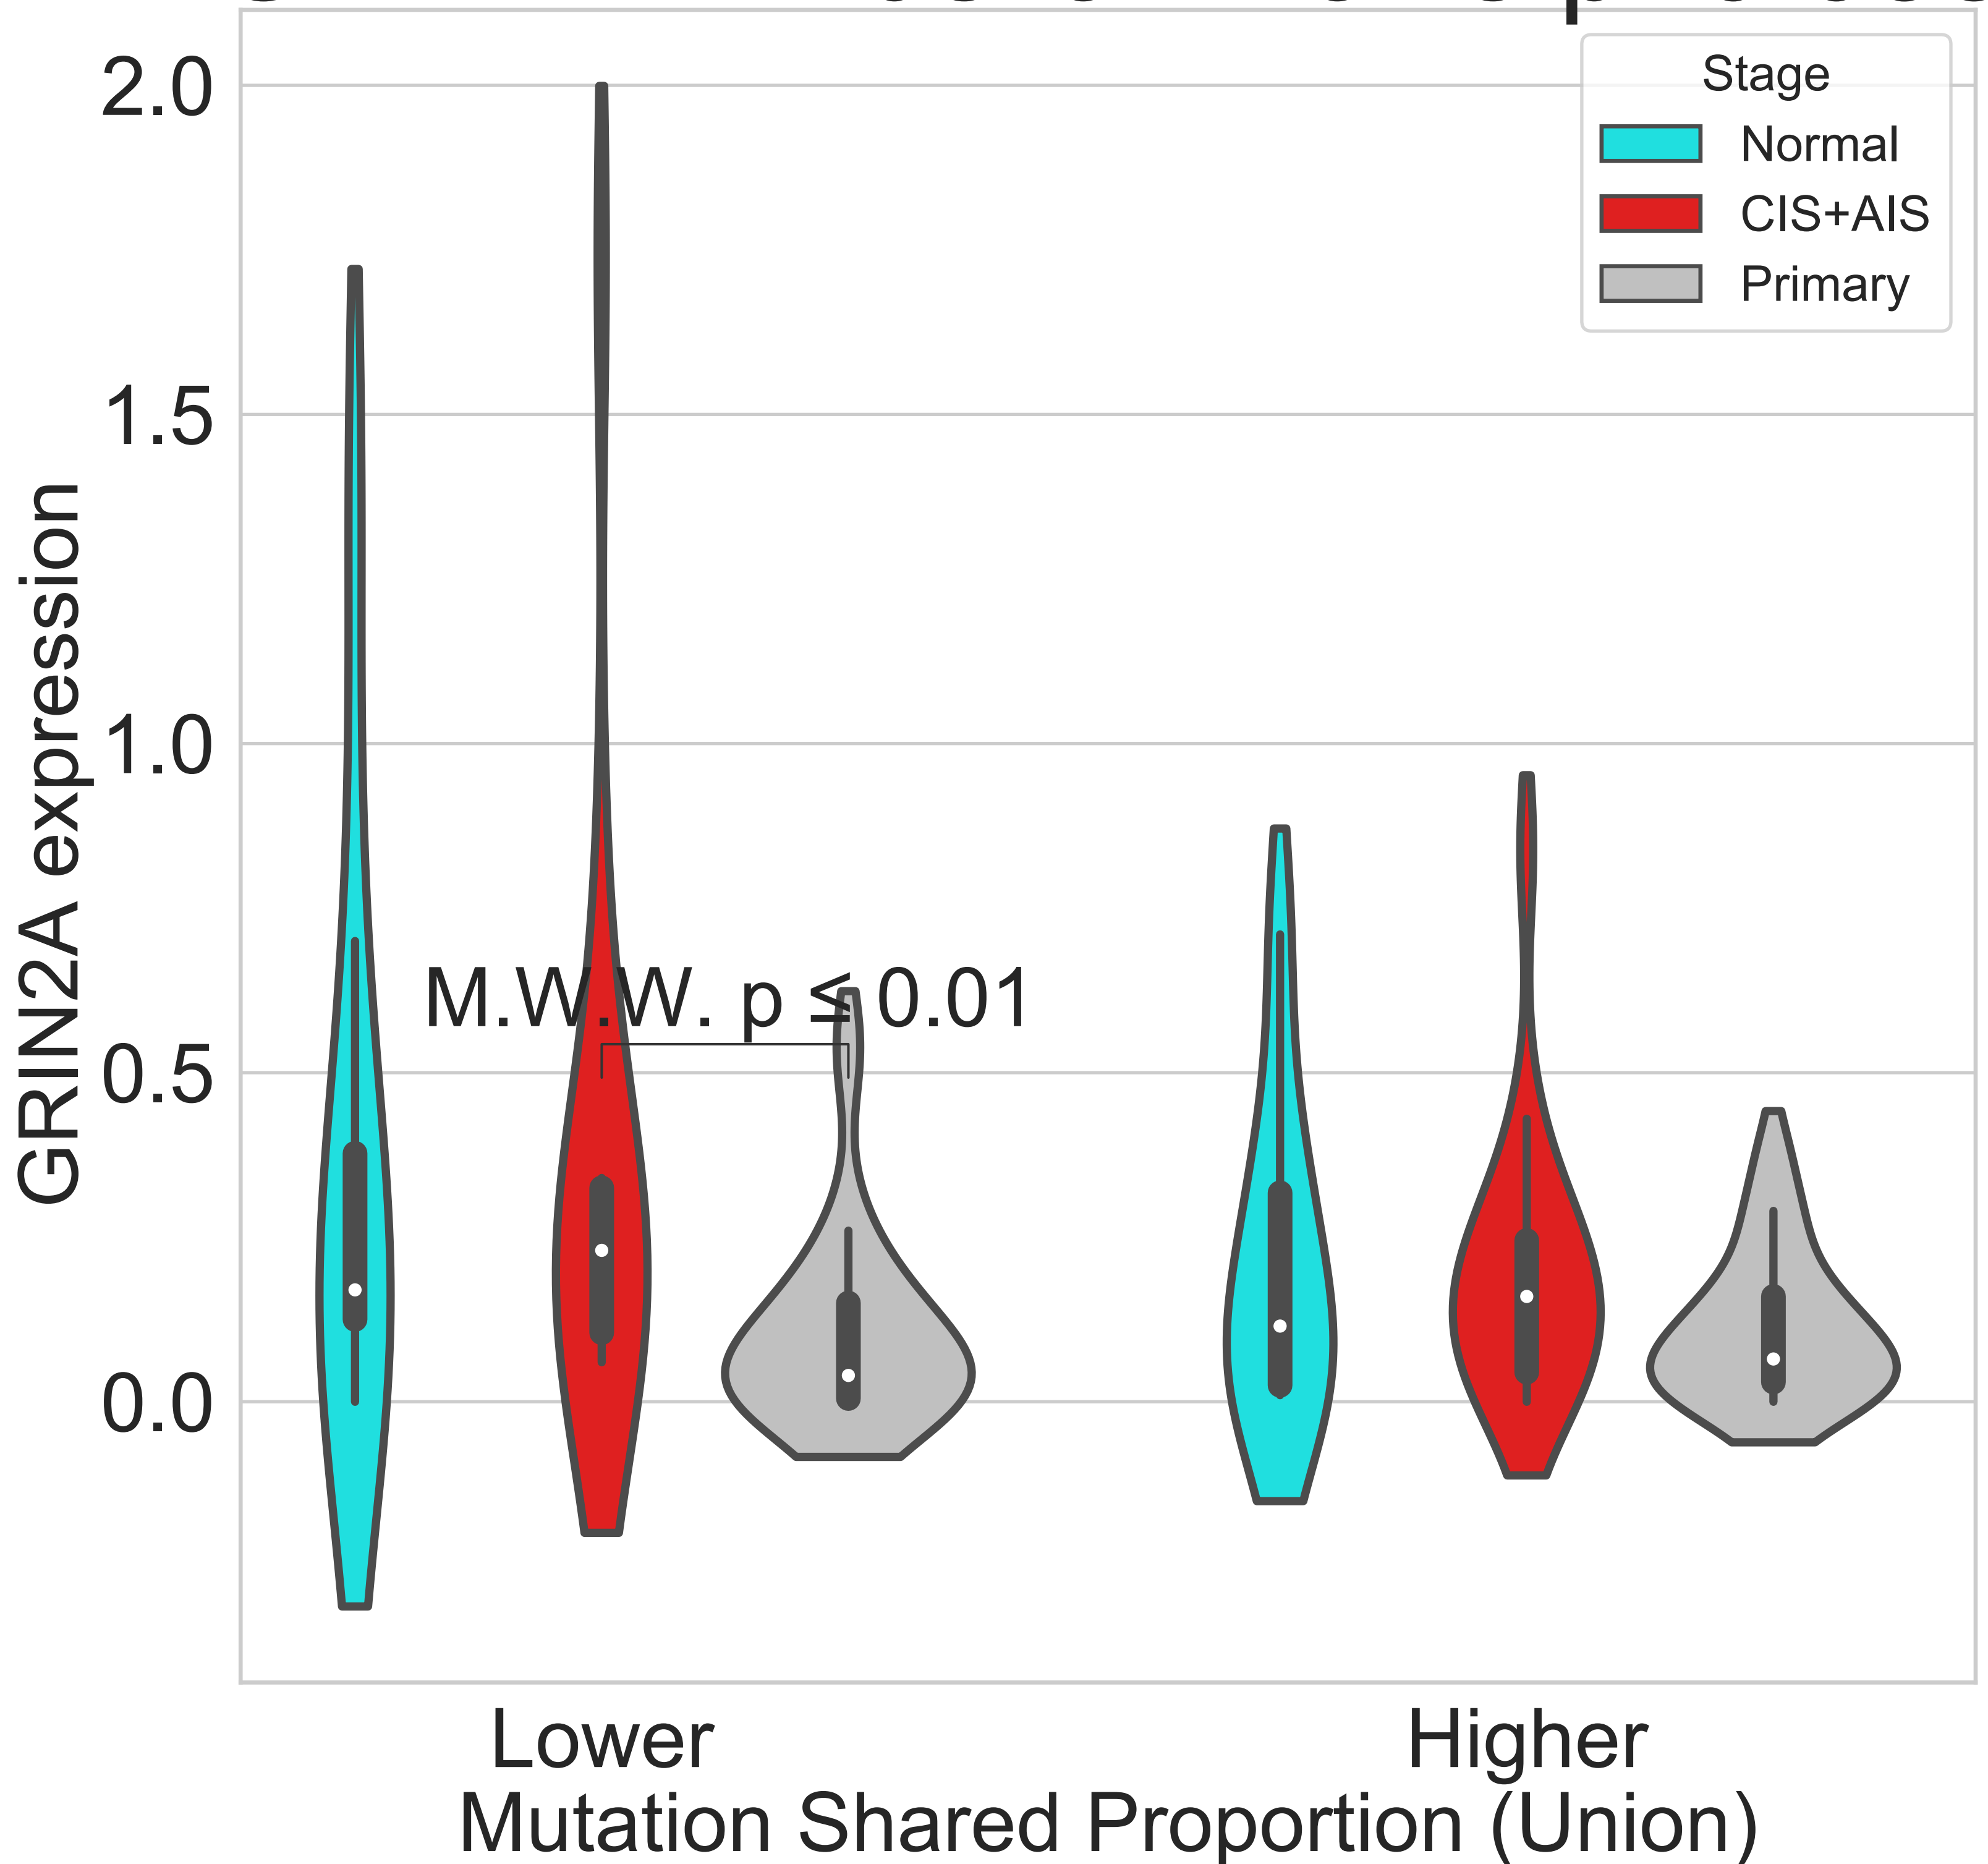 2.0
1.5
1.0
0.5
0.0
GRIN2A expression
Stage
Normal
CIS+AIS
Primary
M.W.W. p ≤ 0.01
Lower
Higher
Mutation Shared Proportion (Union)